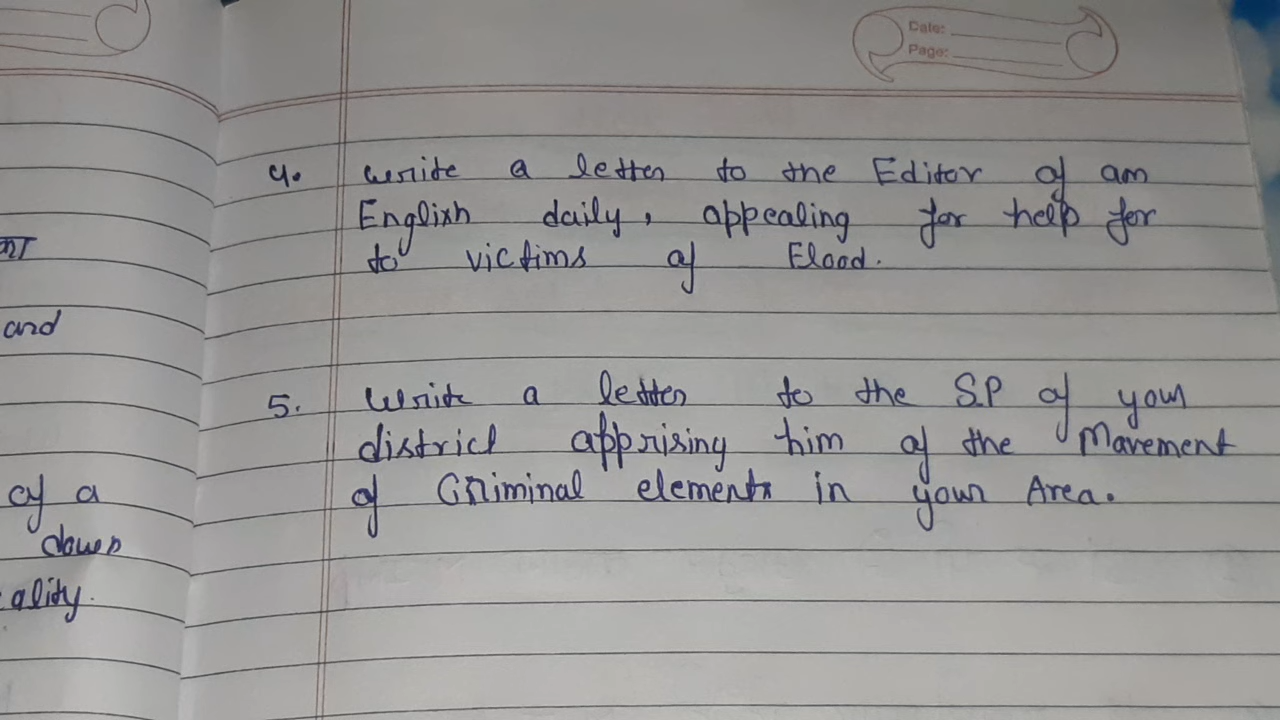 Date:
Page:
and
of a
down
ality.
4. Write a letter to the Editor of am
English daily, appealing for help for
to victims of Flood.
5. Write a letter to the S.P of your
district apprising him of the Movement
of Criminal elements in your Area.